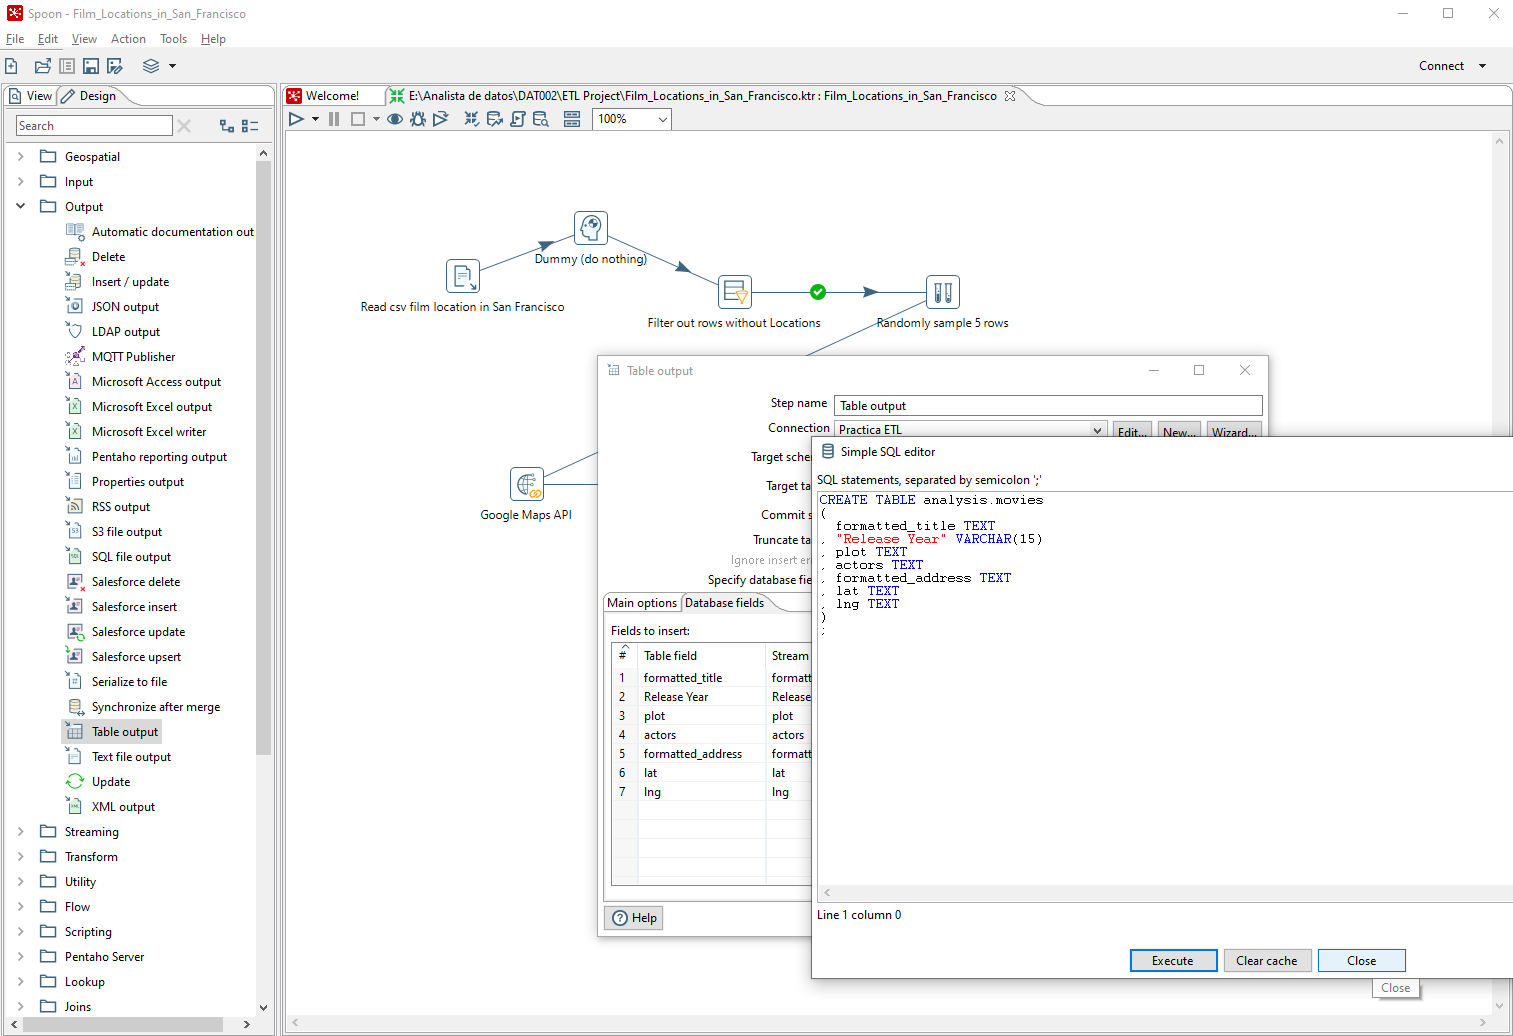 Spoon - Film_Locations_in_San_Francisco
File Edit View Action Tools Help
Connect
View Design
Welcome! E:\Analista de datos\DAT002\ETL Project\Film_Locations_in_San_Francisco.ktr : Film_Locations_in_San_Francisco
Search
100%
Geospatial
Input
Output
Automatic documentation out
Delete
Insert / update
JSON output
LDAP output
MQTT Publisher
Microsoft Access output
Microsoft Excel output
Microsoft Excel writer
Pentaho reporting output
Properties output
RSS output
S3 file output
SQL file output
Salesforce delete
Salesforce insert
Salesforce update
Salesforce upsert
Serialize to file
Synchronize after merge
Table output
Text file output
Update
XML output
Streaming
Transform
Utility
Flow
Scripting
Pentaho Server
Lookup
Joins
Dummy (do nothing)
Read csv film location in San Francisco
Filter out rows without Locations
Randomly sample 5 rows
Google Maps API
Table output
Step name Table output
Connection Practica ETL Edit... New... Wizard...
Target sche
Target ta
Commit s
Truncate ta
Ignore insert er
Specify database fie
Main options Database fields
Fields to insert:
# Table field Stream
1 formatted_title formatt
2 Release Year Release
3 plot plot
4 actors actors
5 formatted_address formatt
6 lat lat
7 lng lng
Help
Simple SQL editor
SQL statements, separated by semicolon ';'
CREATE TABLE analysis.movies
(
formatted_title TEXT
, "Release Year" VARCHAR(15)
, plot TEXT
, actors TEXT
, formatted_address TEXT
, lat TEXT
, lng TEXT
)
;
Line 1 column 0
Execute Clear cache Close
Close